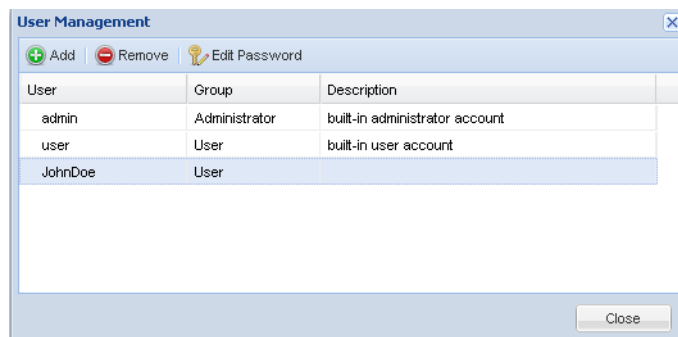 User Management
Add Remove Edit Password
User Group Description
admin Administrator built-in administrator account
user User built-in user account
JohnDoe User
Close